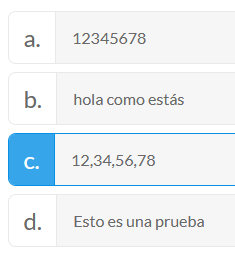 a. 12345678
b. hola como estás
c. 12,34,56,78
d. Esto es una prueba